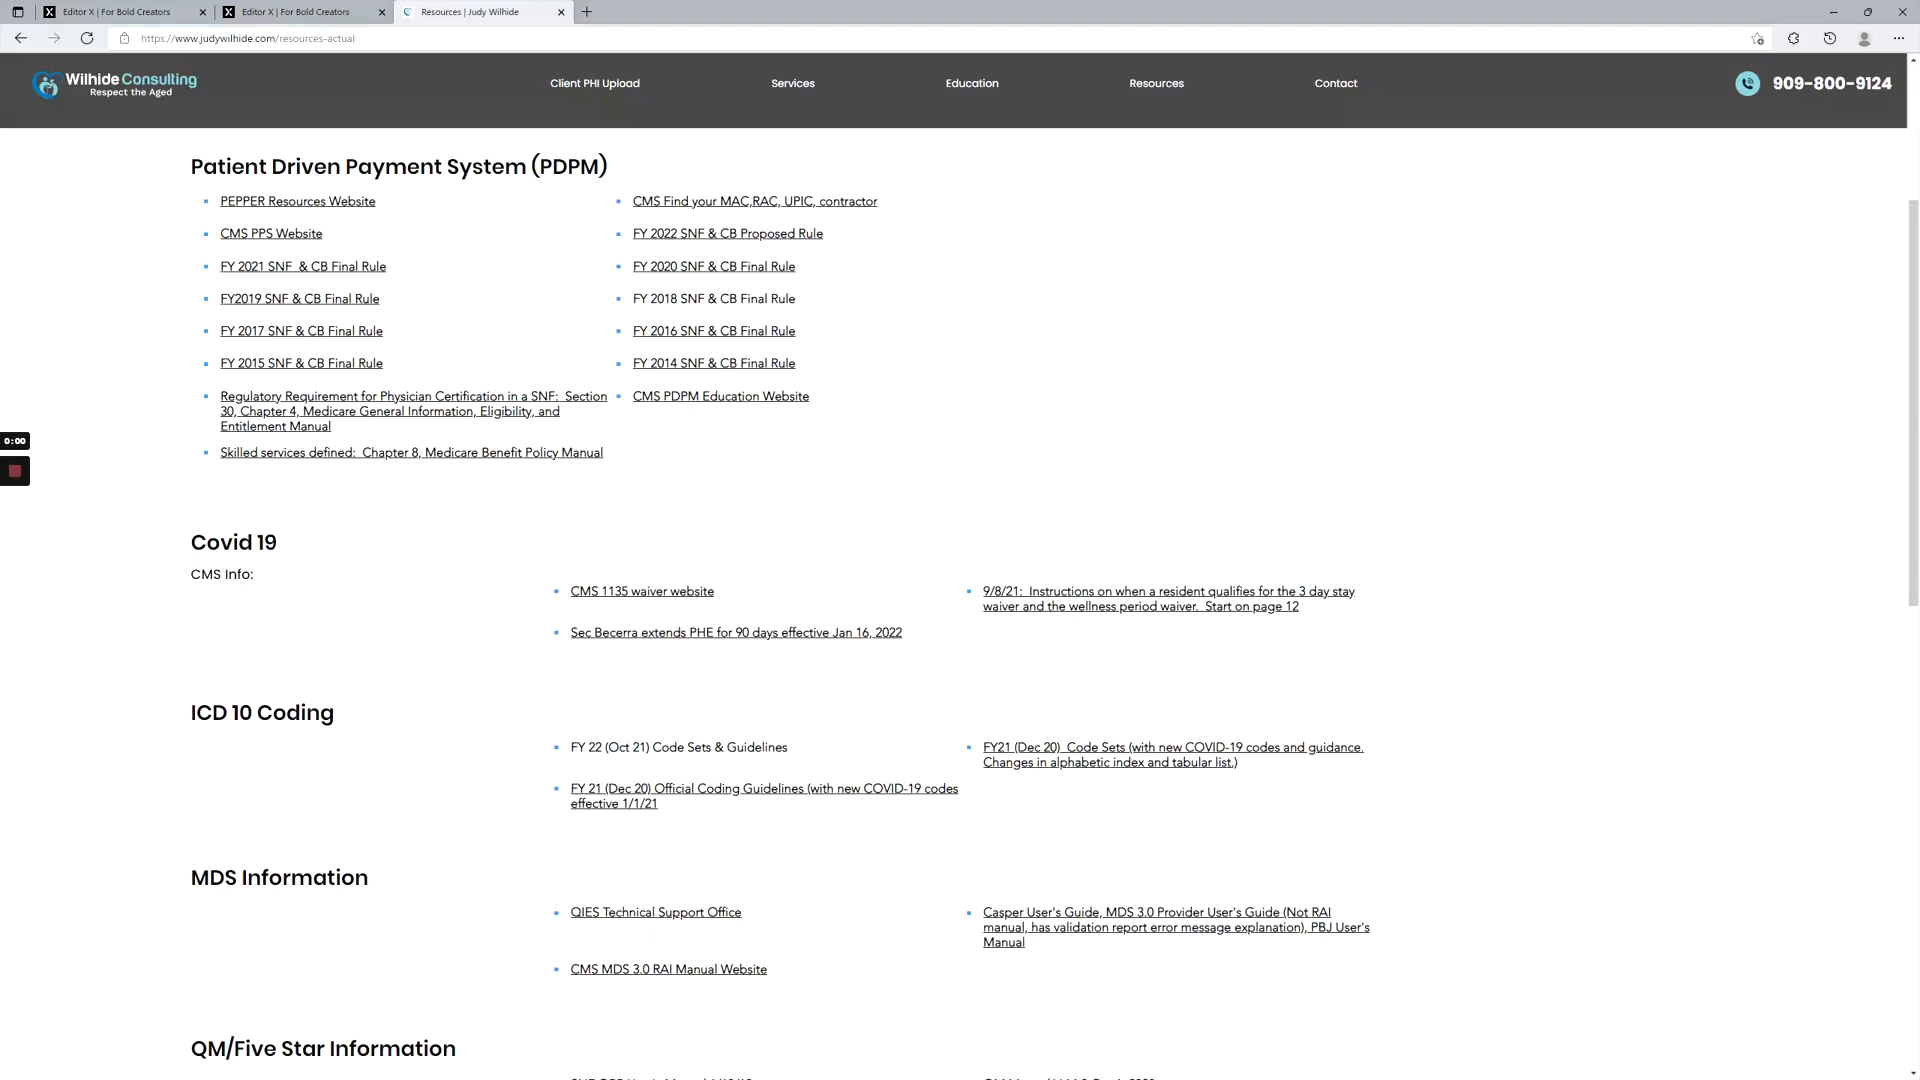 Editor X | For Bold Creators
Editor X | For Bold Creators
Resources | Judy Wilhide
https://www.judywilhide.com/resources-actual
Wilhide Consulting
Respect the Aged
Client PHI Upload
Services
Education
Resources
Contact
909-800-9124
Patient Driven Payment System (PDPM)
PEPPER Resources Website
CMS Find your MAC,RAC, UPIC, contractor
CMS PPS Website
FY 2022 SNF & CB Proposed Rule
FY 2021 SNF  & CB Final Rule
FY 2020 SNF & CB Final Rule
FY2019 SNF & CB Final Rule
FY 2018 SNF & CB Final Rule
FY 2017 SNF & CB Final Rule
FY 2016 SNF & CB Final Rule
FY 2015 SNF & CB Final Rule
FY 2014 SNF & CB Final Rule
Regulatory Requirement for Physician Certification in a SNF:  Section
30, Chapter 4, Medicare General Information, Eligibility, and
Entitlement Manual
CMS PDPM Education Website
Skilled services defined:  Chapter 8, Medicare Benefit Policy Manual
0:00
Covid 19
CMS Info:
CMS 1135 waiver website
9/8/21:  Instructions on when a resident qualifies for the 3 day stay
waiver and the wellness period waiver.  Start on page 12
Sec Becerra extends PHE for 90 days effective Jan 16, 2022
ICD 10 Coding
FY 22 (Oct 21) Code Sets & Guidelines
FY21 (Dec 20)  Code Sets (with new COVID-19 codes and guidance.
Changes in alphabetic index and tabular list.)
FY 21 (Dec 20) Official Coding Guidelines (with new COVID-19 codes
effective 1/1/21
MDS Information
QIES Technical Support Office
Casper User's Guide, MDS 3.0 Provider User's Guide (Not RAI
manual, has validation report error message explanation), PBJ User's
Manual
CMS MDS 3.0 RAI Manual Website
QM/Five Star Information